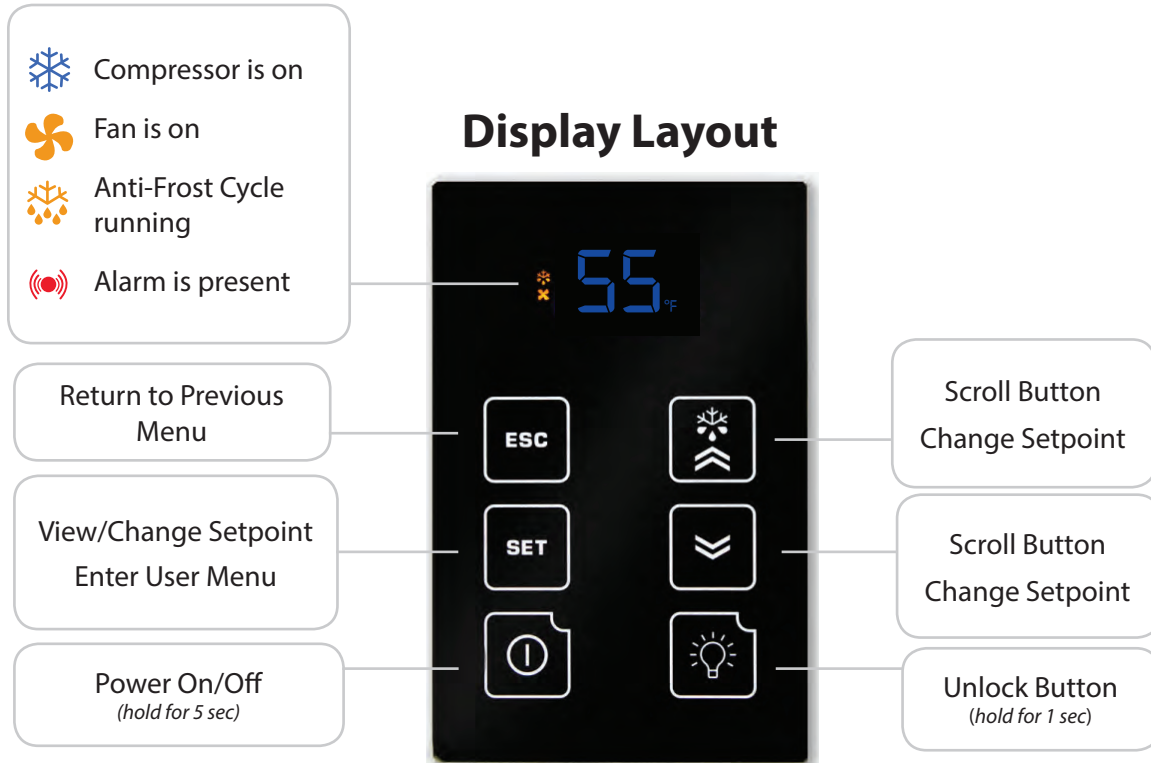 Compressor is on
Fan is on
Anti-Frost Cycle
running
Alarm is present
Display Layout
55
°F
Return to Previous
Menu
ESC
Scroll Button
Change Setpoint
View/Change Setpoint
Enter User Menu
SET
Scroll Button
Change Setpoint
Power On/Off
(hold for 5 sec)
Unlock Button
(hold for 1 sec)